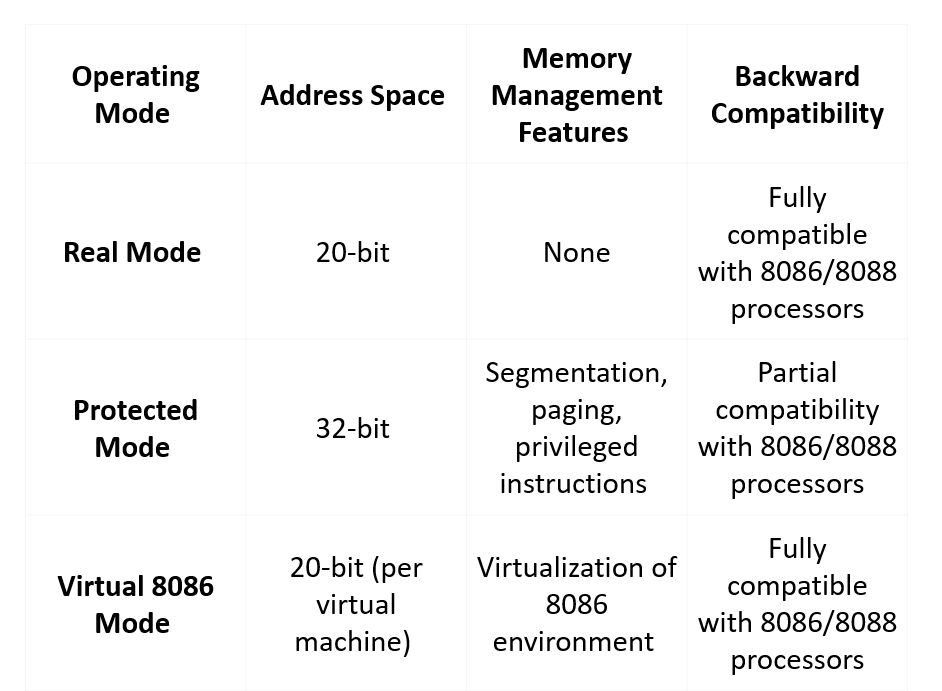 Operating
Mode
Address Space
Memory
Management
Features
Backward
Compatibility
Real Mode
20-bit
None
Fully
compatible
with 8086/8088
processors
Protected
Mode
32-bit
Segmentation,
paging,
privileged
instructions
Partial
compatibility
with 8086/8088
processors
Virtual 8086
Mode
20-bit (per
virtual
machine)
Virtualization of
8086
environment
Fully
compatible
with 8086/8088
processors